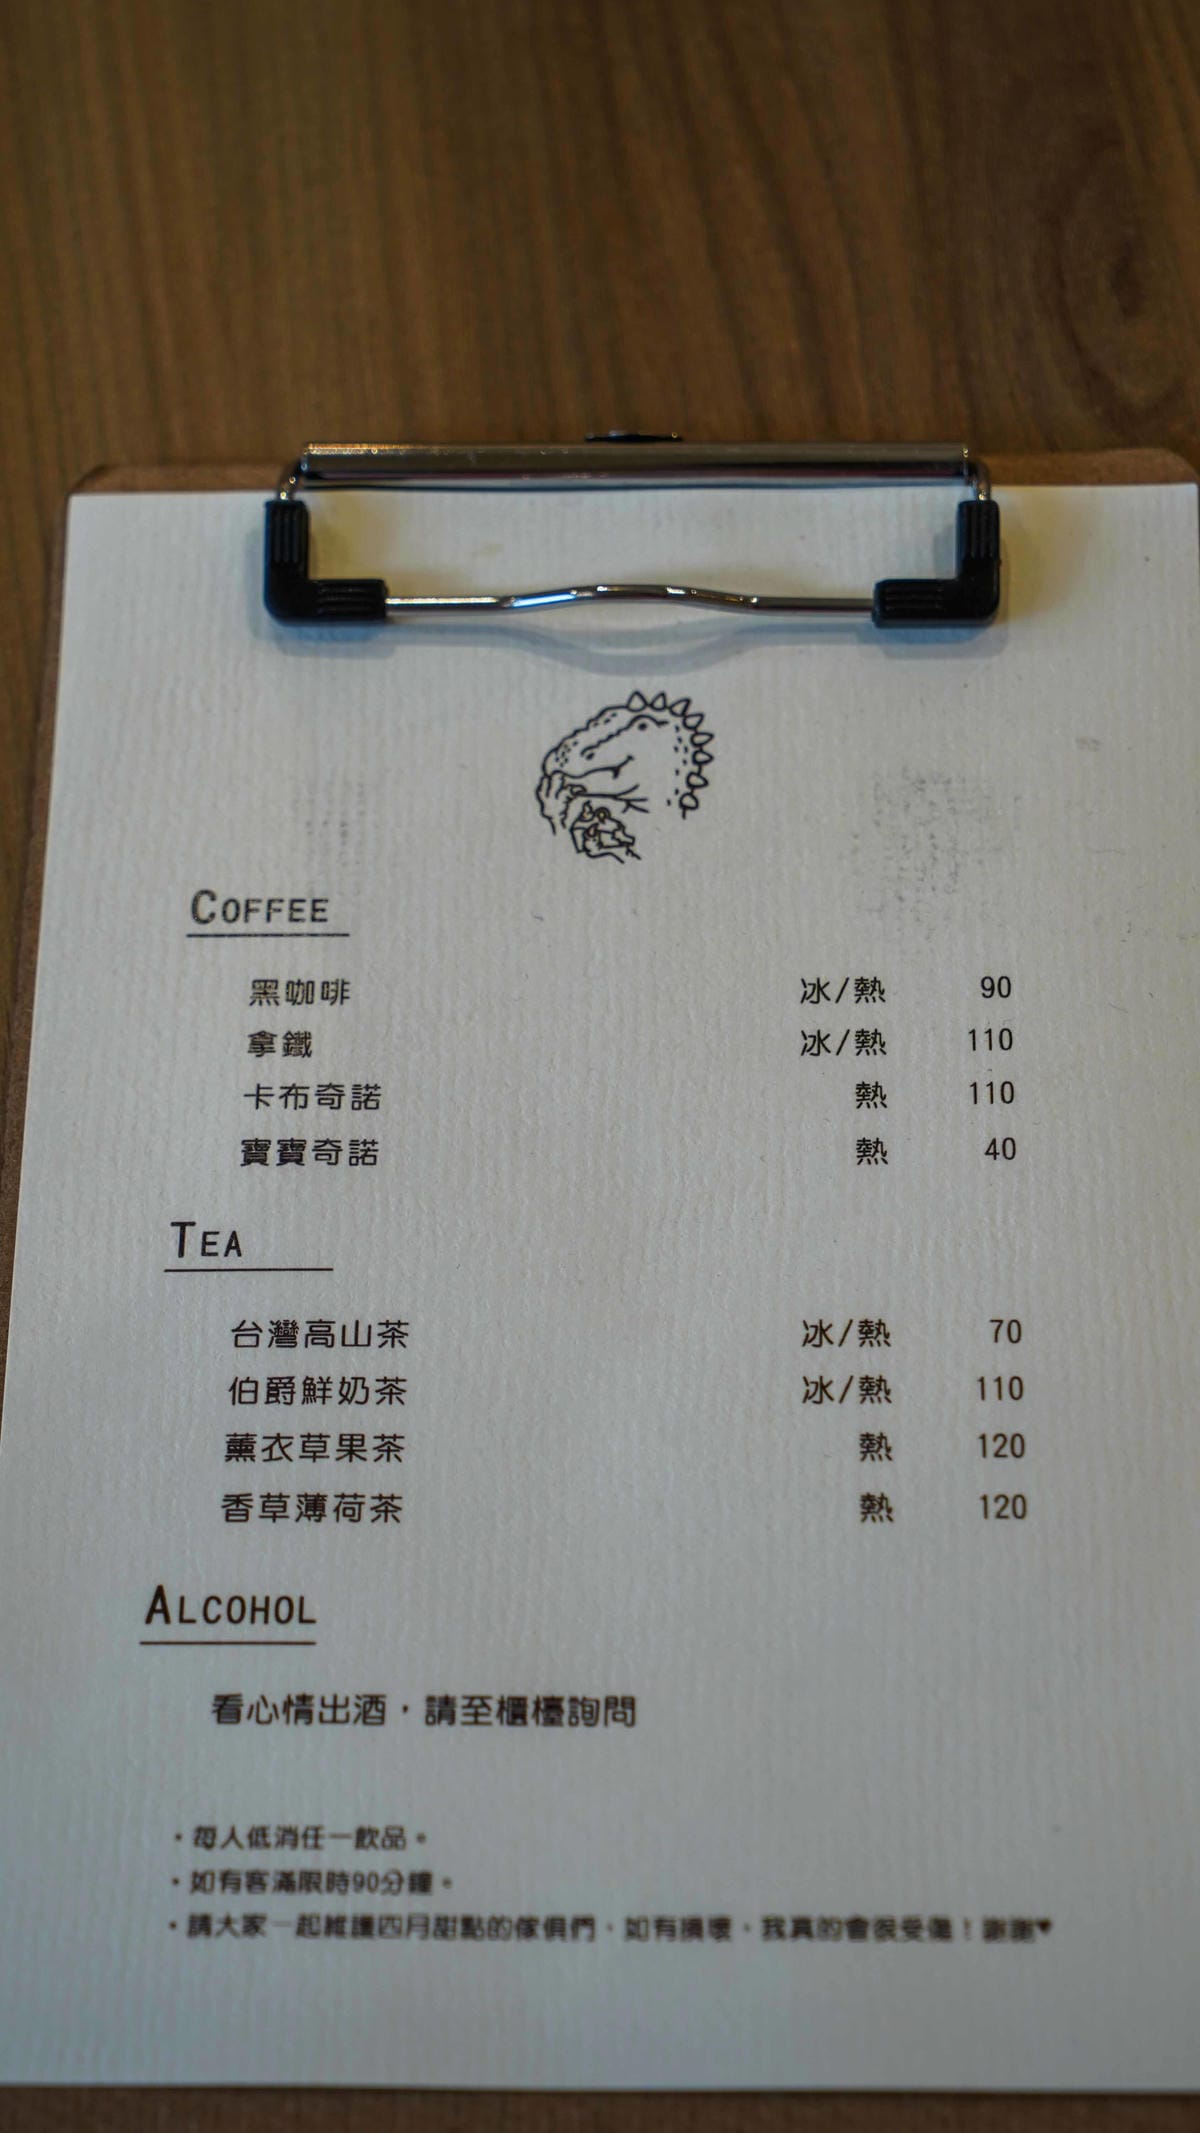 COFFEE
黑咖啡 冰/熱 90
拿鐵 冰/熱 110
卡布奇諾 熱 110
寶寶奇諾 熱 40
TEA
台灣高山茶 冰/熱 70
伯爵鮮奶茶 冰/熱 110
薰衣草果茶 熱 120
香草薄荷茶 熱 120
ALCOHOL
看心情出酒，請至櫃檯詢問
・每人低消任一飲品。
・如有客滿限時90分鐘。
・請大家一起維護四月甜點的傢俱們、如有損壞、我真的會很受傷！謝謝♥